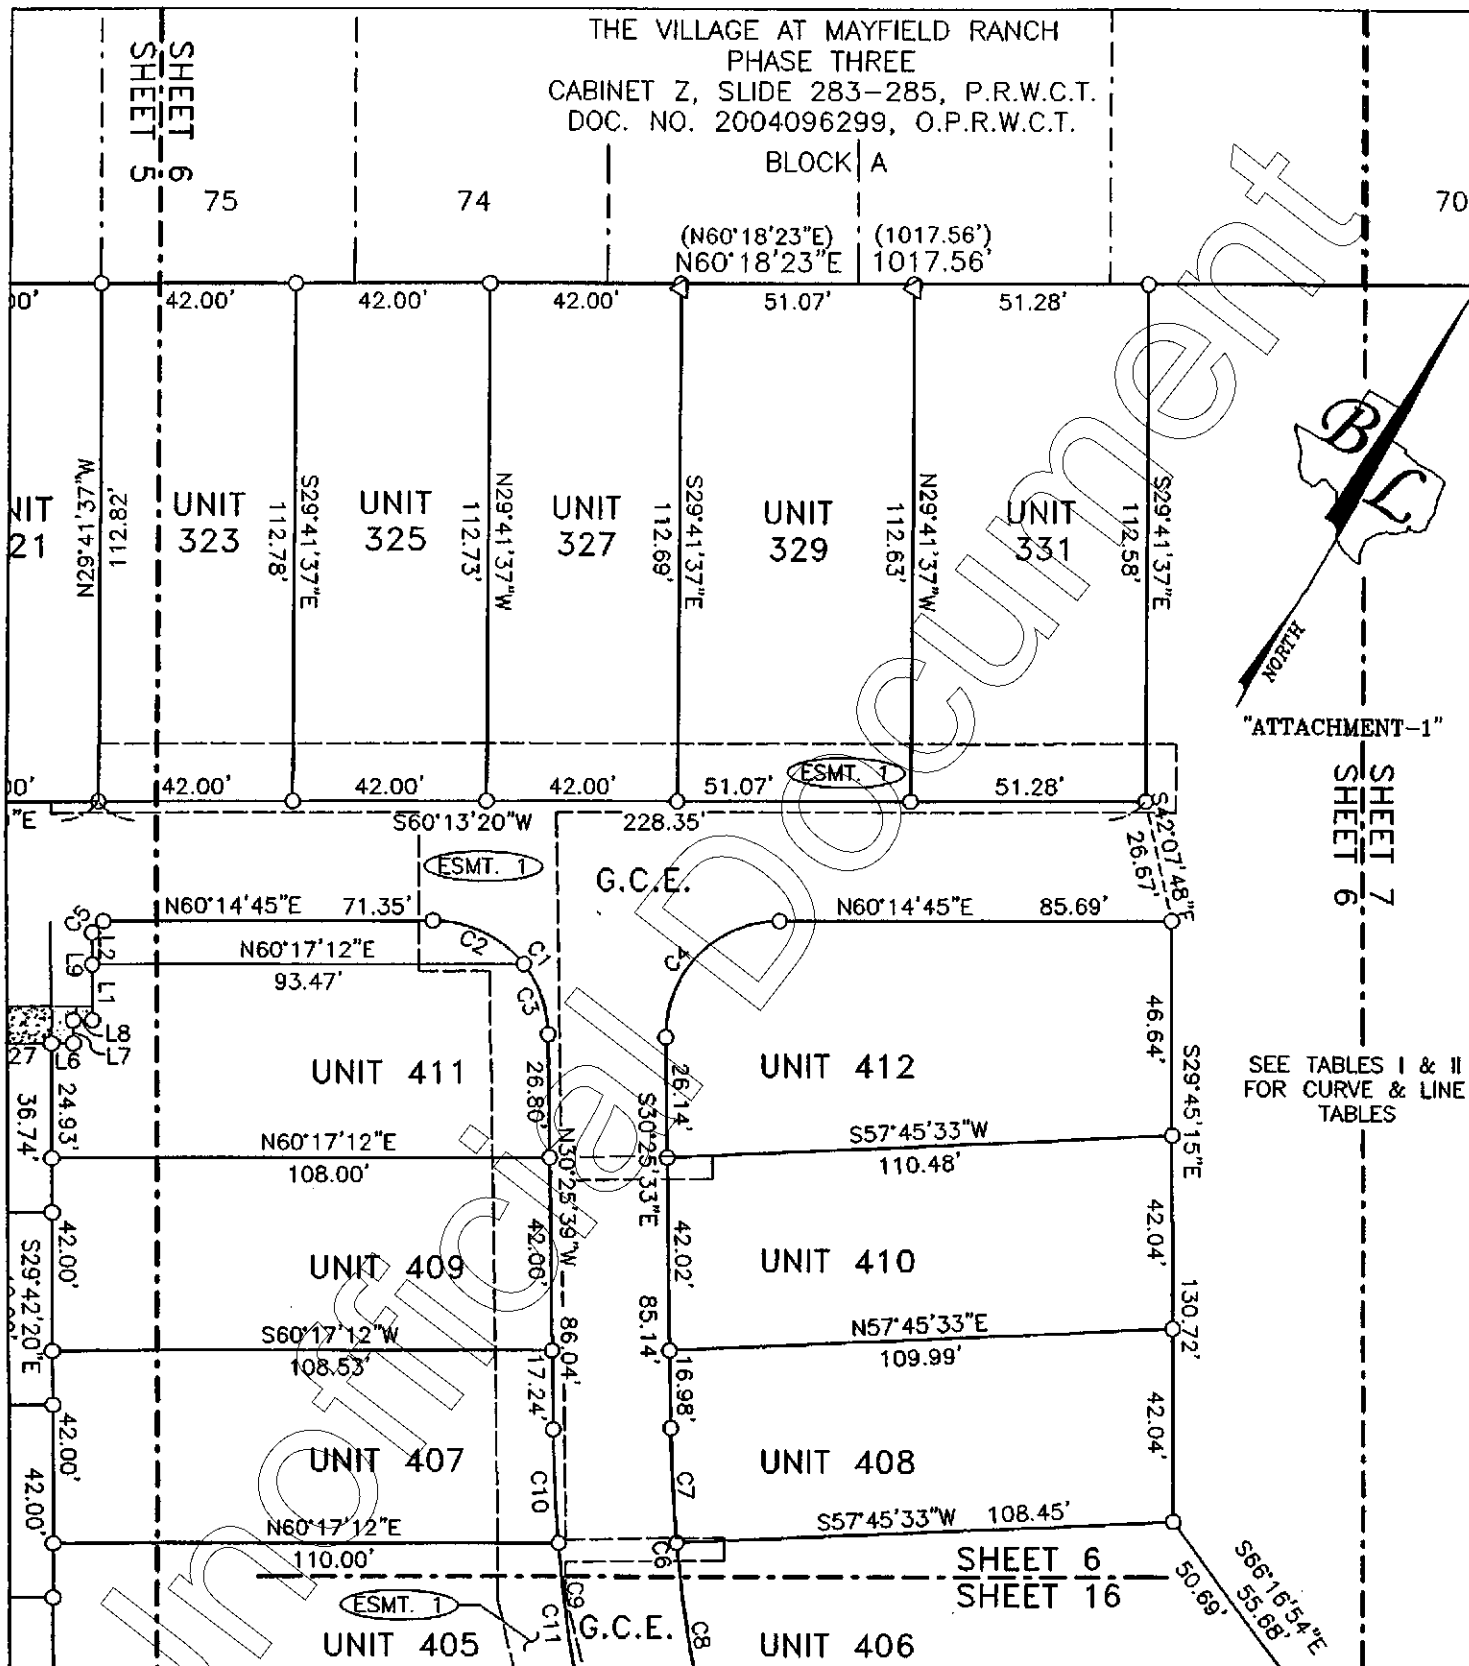 THE VILLAGE AT MAYFIELD RANCH
PHASE THREE
CABINET Z, SLIDE 283-285, P.R.W.C.T.
DOC. NO. 2004096299, O.P.R.W.C.T.
BLOCK A
SHEET 6
SHEET 5
75
74
70
(N60°18'23"E) (1017.56')
N60°18'23"E 1017.56'
00'
42.00'
42.00'
42.00'
51.07'
51.28'
N29°41'37"W
112.82'
S29°41'37"E
112.78'
N29°41'37"W
112.73'
S29°41'37"E
112.69'
N29°41'37"W
112.63'
S29°41'37"E
112.58'
NIT
21
UNIT
323
UNIT
325
UNIT
327
UNIT
329
UNIT
331
B
L
NORTH
"ATTACHMENT-1"
SHEET 7
SHEET 6
00'
42.00'
42.00'
42.00'
51.07'
ESMT. 1
51.28'
"E
S60°13'20"W
228.35'
S42°07'48"E
26.67'
ESMT. 1
G.C.E.
N60°14'45"E 71.35'
N60°14'45"E 85.69'
C5
C2
C1
C3
C4
L2
L9
L1
N60°17'12"E
93.47'
L8
L7
L6
27
UNIT 411
UNIT 412
SEE TABLES I & II
FOR CURVE & LINE
TABLES
24.93'
36.74'
26.80'
26.14'
46.64'
S29°45'15"E
130.72'
N60°17'12"E
108.00'
N30°25'39"W
86.04'
S30°25'33"E
85.14'
S57°45'33"W
110.48'
42.00'
S29°42'20"E
42.00'
42.02'
42.04'
UNIT 409
UNIT 410
S60°17'12"W
108.53'
N57°45'33"E
109.99'
17.24'
16.98'
42.00'
42.00'
42.04'
UNIT 407
UNIT 408
C10
C7
N60°17'12"E
110.00'
S57°45'33"W 108.45'
C6
SHEET 6
SHEET 16
S66°16'54"E
55.68'
50.69'
ESMT. 1
C9
C11
G.C.E.
C8
UNIT 405
UNIT 406
Unofficial Document